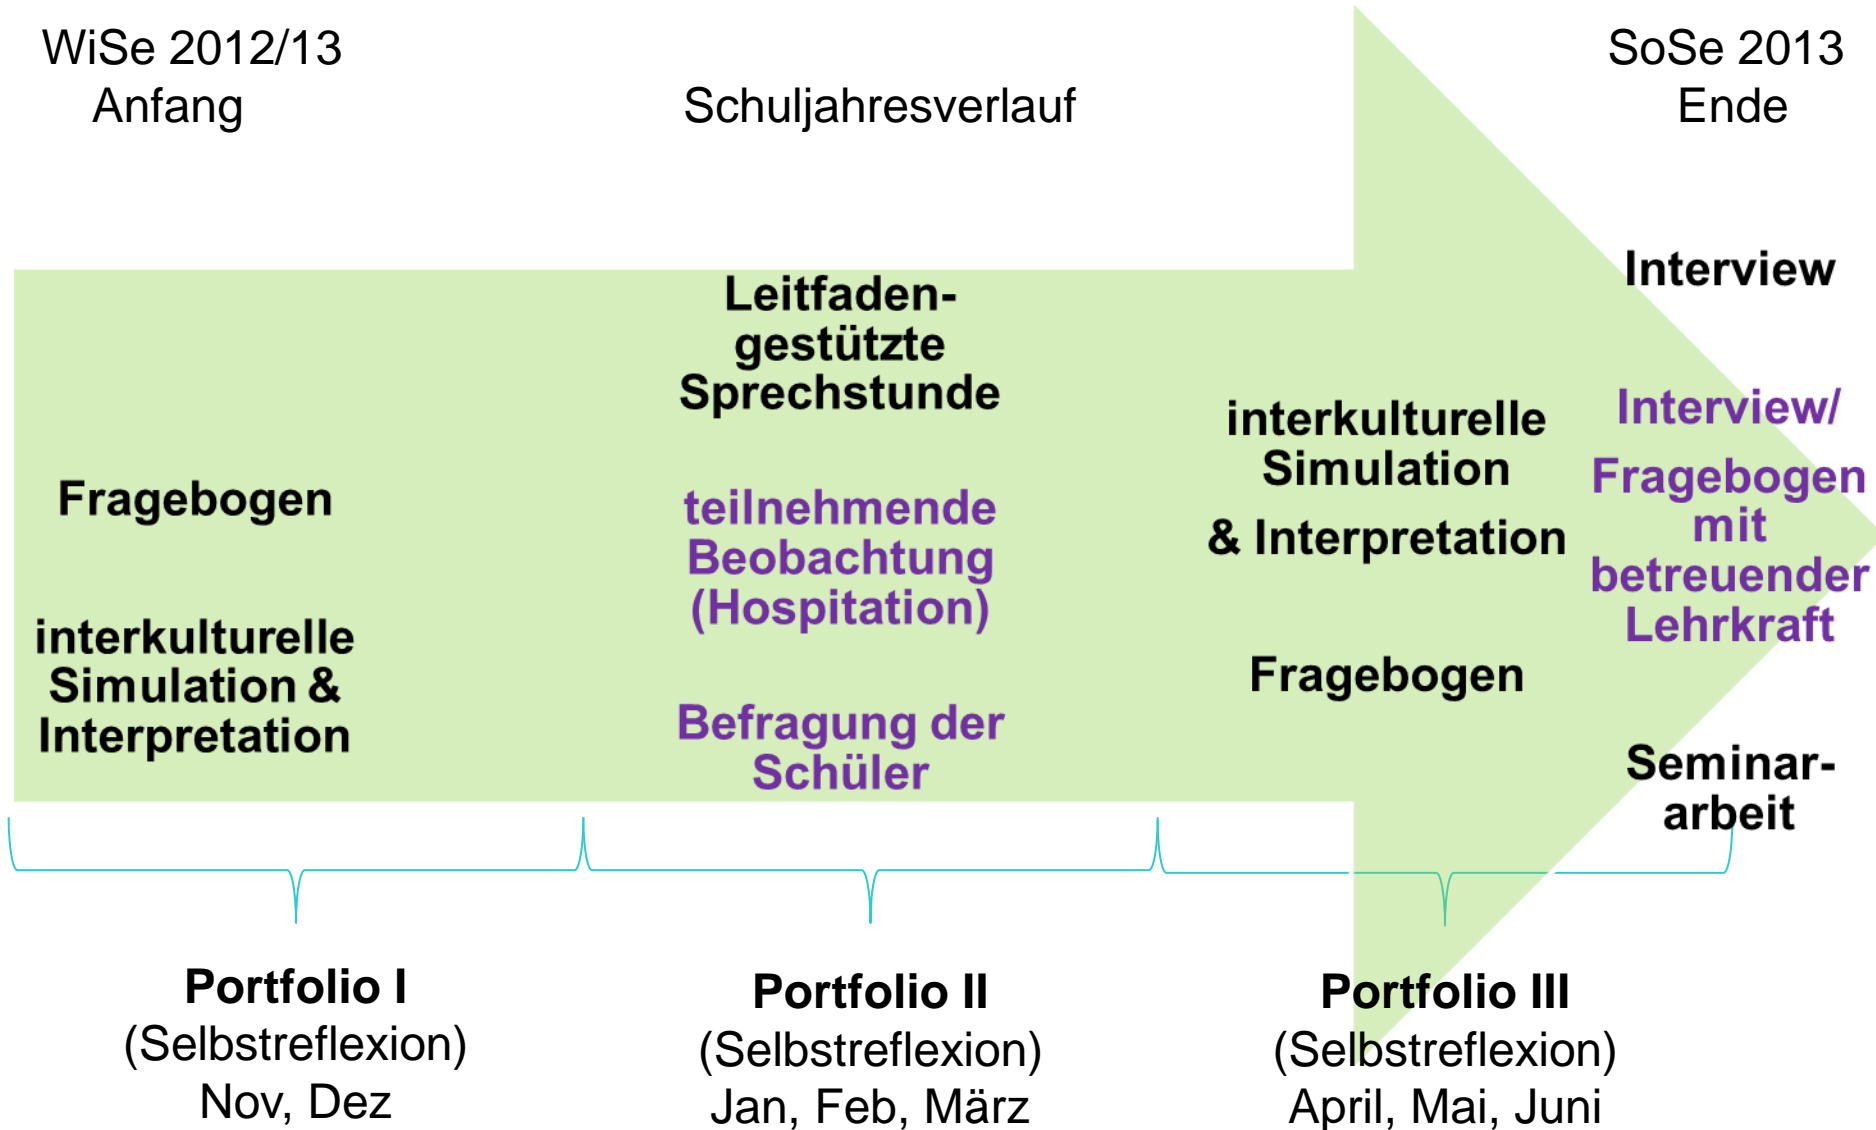 WiSe 2012/13
Anfang
Schuljahresverlauf
SoSe 2013
Ende
Fragebogen
interkulturelle
Simulation &
Interpretation
Leitfaden-
gestützte
Sprechstunde
teilnehmende
Beobachtung
(Hospitation)
Befragung der
Schüler
interkulturelle
Simulation
& Interpretation
Fragebogen
Interview
Interview/
Fragebogen
mit
betreuender
Lehrkraft
Seminar-
arbeit
Portfolio I
(Selbstreflexion)
Nov, Dez
Portfolio II
(Selbstreflexion)
Jan, Feb, März
Portfolio III
(Selbstreflexion)
April, Mai, Juni